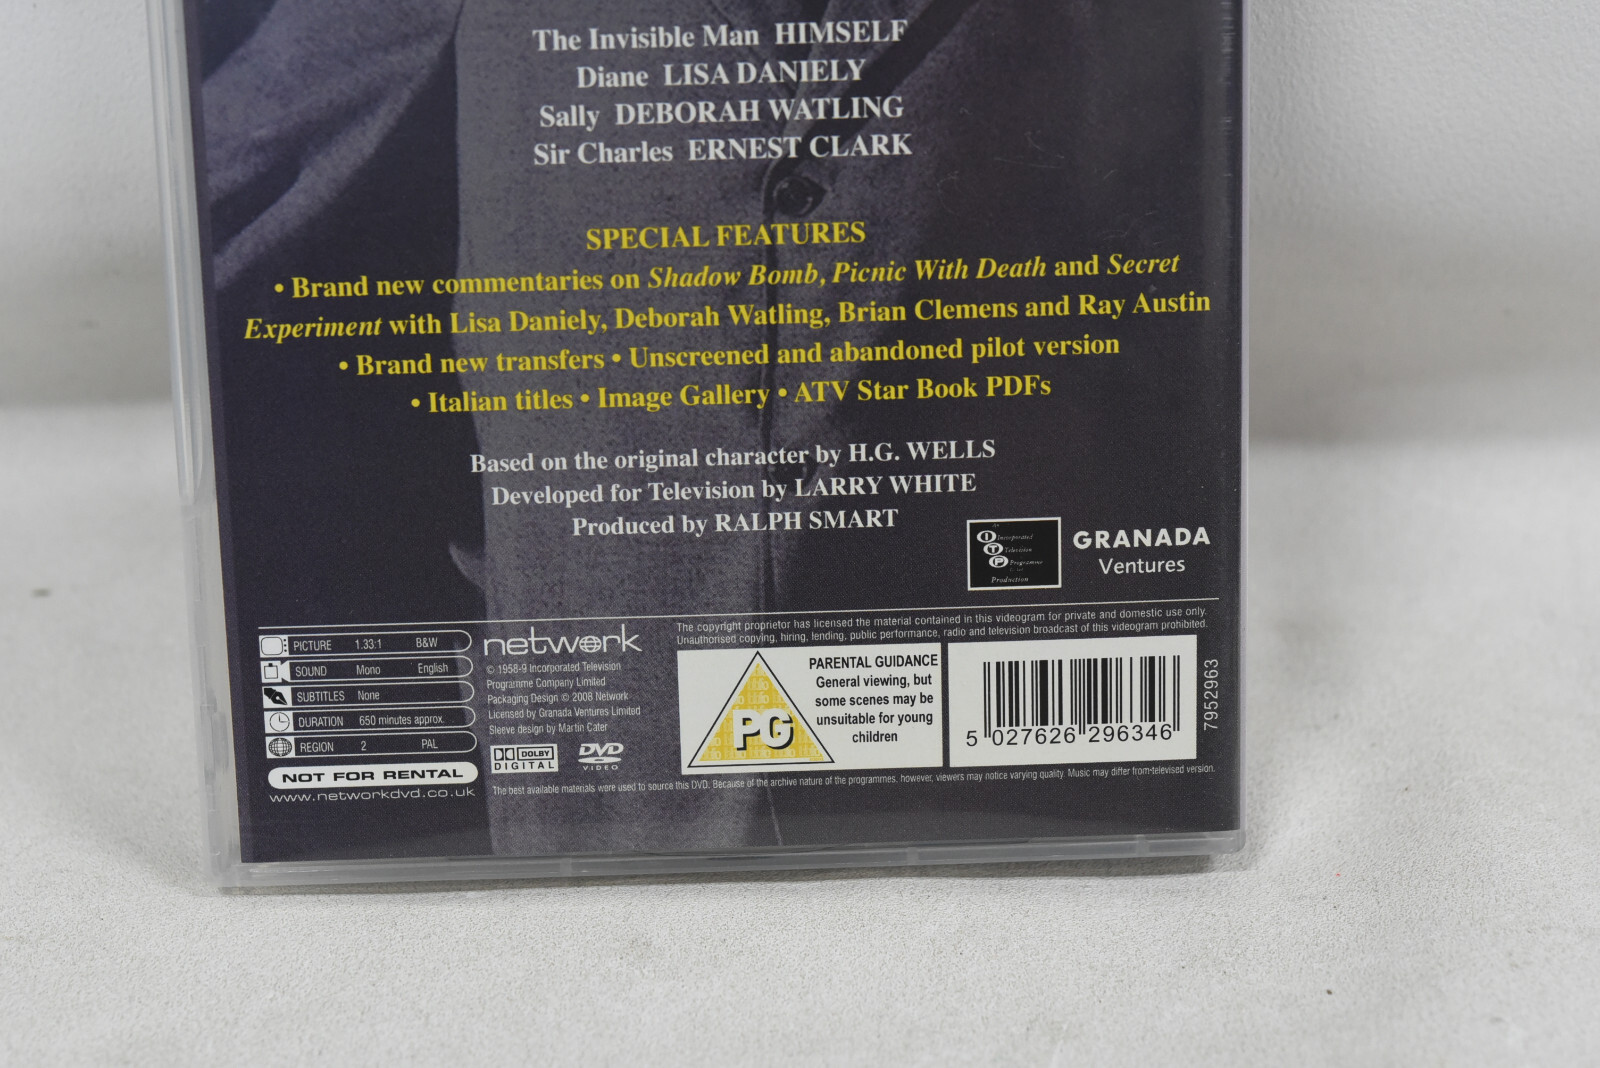 The Invisible Man HIMSELF
Diane LISA DANIELY
Sally DEBORAH WATLING
Sir Charles ERNEST CLARK
SPECIAL FEATURES
• Brand new commentaries on Shadow Bomb, Picnic With Death and Secret
Experiment with Lisa Daniely, Deborah Watling, Brian Clemens and Ray Austin
• Brand new transfers • Unscreened and abandoned pilot version
• Italian titles • Image Gallery • ATV Star Book PDFs
Based on the original character by H.G. WELLS
Developed for Television by LARRY WHITE
Produced by RALPH SMART
Incorporated
Television
Programme
Production
GRANADA
Ventures
PICTURE 1.33:1 B&W
SOUND Mono English
SUBTITLES None
DURATION 650 minutes approx.
REGION 2 PAL
NOT FOR RENTAL
www.networkdvd.co.uk
network
© 1958-9 Incorporated Television
Programme Company Limited
Packaging Design © 2008 Network
Licensed by Granada Ventures Limited
Sleeve design by Martin Cater
DOLBY
DIGITAL
DVD
VIDEO
The copyright proprietor has licensed the material contained in this videogram for private and domestic use only.
Unauthorised copying, hiring, lending, public performance, radio and television broadcast of this videogram prohibited.
PG
PARENTAL GUIDANCE
General viewing, but
some scenes may be
unsuitable for young
children
5 027626 296346
7952963
The best available materials were used to source this DVD. Because of the archive nature of the programmes, however, viewers may notice varying quality. Music may differ from televised version.